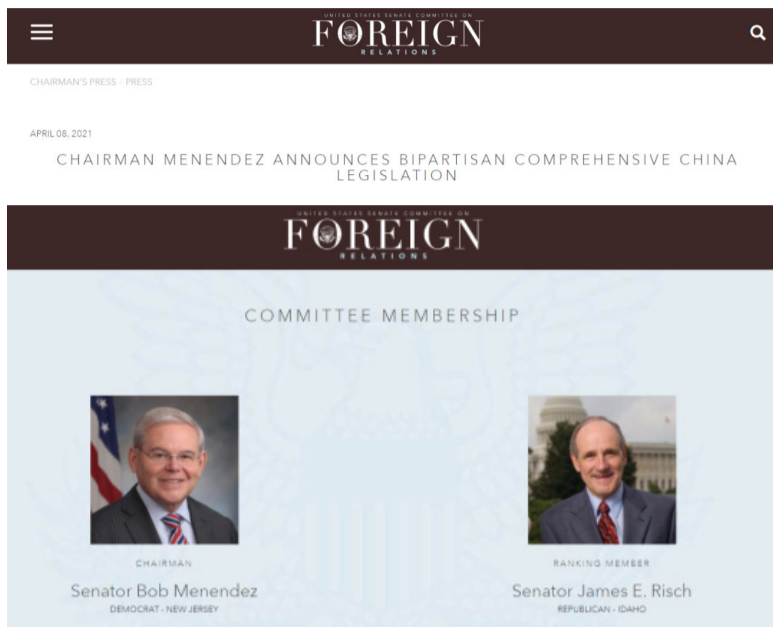 UNITED STATES SENATE COMMITTEE ON
FOREIGN
RELATIONS
CHAIRMAN'S PRESS / PRESS
APRIL 08, 2021
CHAIRMAN MENENDEZ ANNOUNCES BIPARTISAN COMPREHENSIVE CHINA
LEGISLATION
UNITED STATES SENATE COMMITTEE ON
FOREIGN
RELATIONS
COMMITTEE MEMBERSHIP
CHAIRMAN
Senator Bob Menendez
DEMOCRAT - NEW JERSEY
RANKING MEMBER
Senator James E. Risch
REPUBLICAN - IDAHO